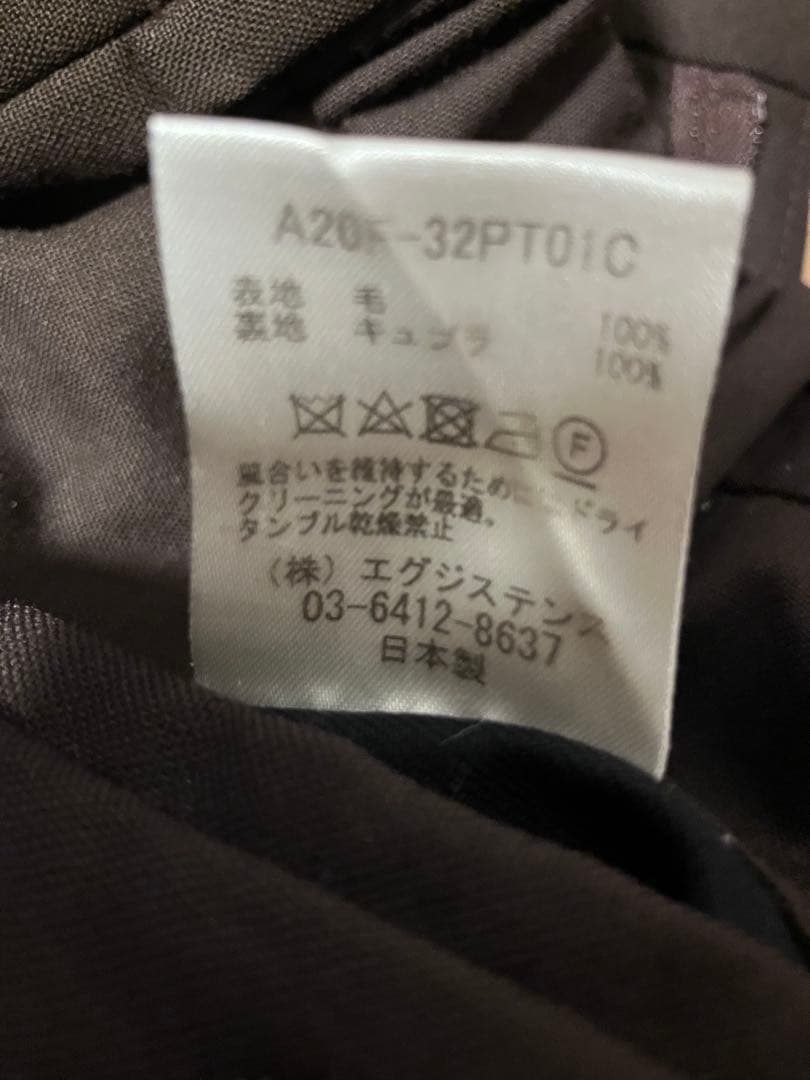 A20F-32PT01C
表地 毛 100%
裏地 キュプラ 100%
F
風合いを維持するために、ドライ
クリーニングが最適。
タンブル乾燥禁止
(株) エグジステンス
03-6412-8637
日本製